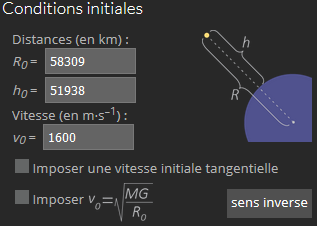 Conditions initiales
Distances (en km) :
R₀ = 58309
h₀ = 51938
Vitesse (en m·s⁻¹) :
v₀ = 1600
Imposer une vitesse initiale tangentielle
Imposer v₀=√(MG/R₀)
sens inverse
h
R